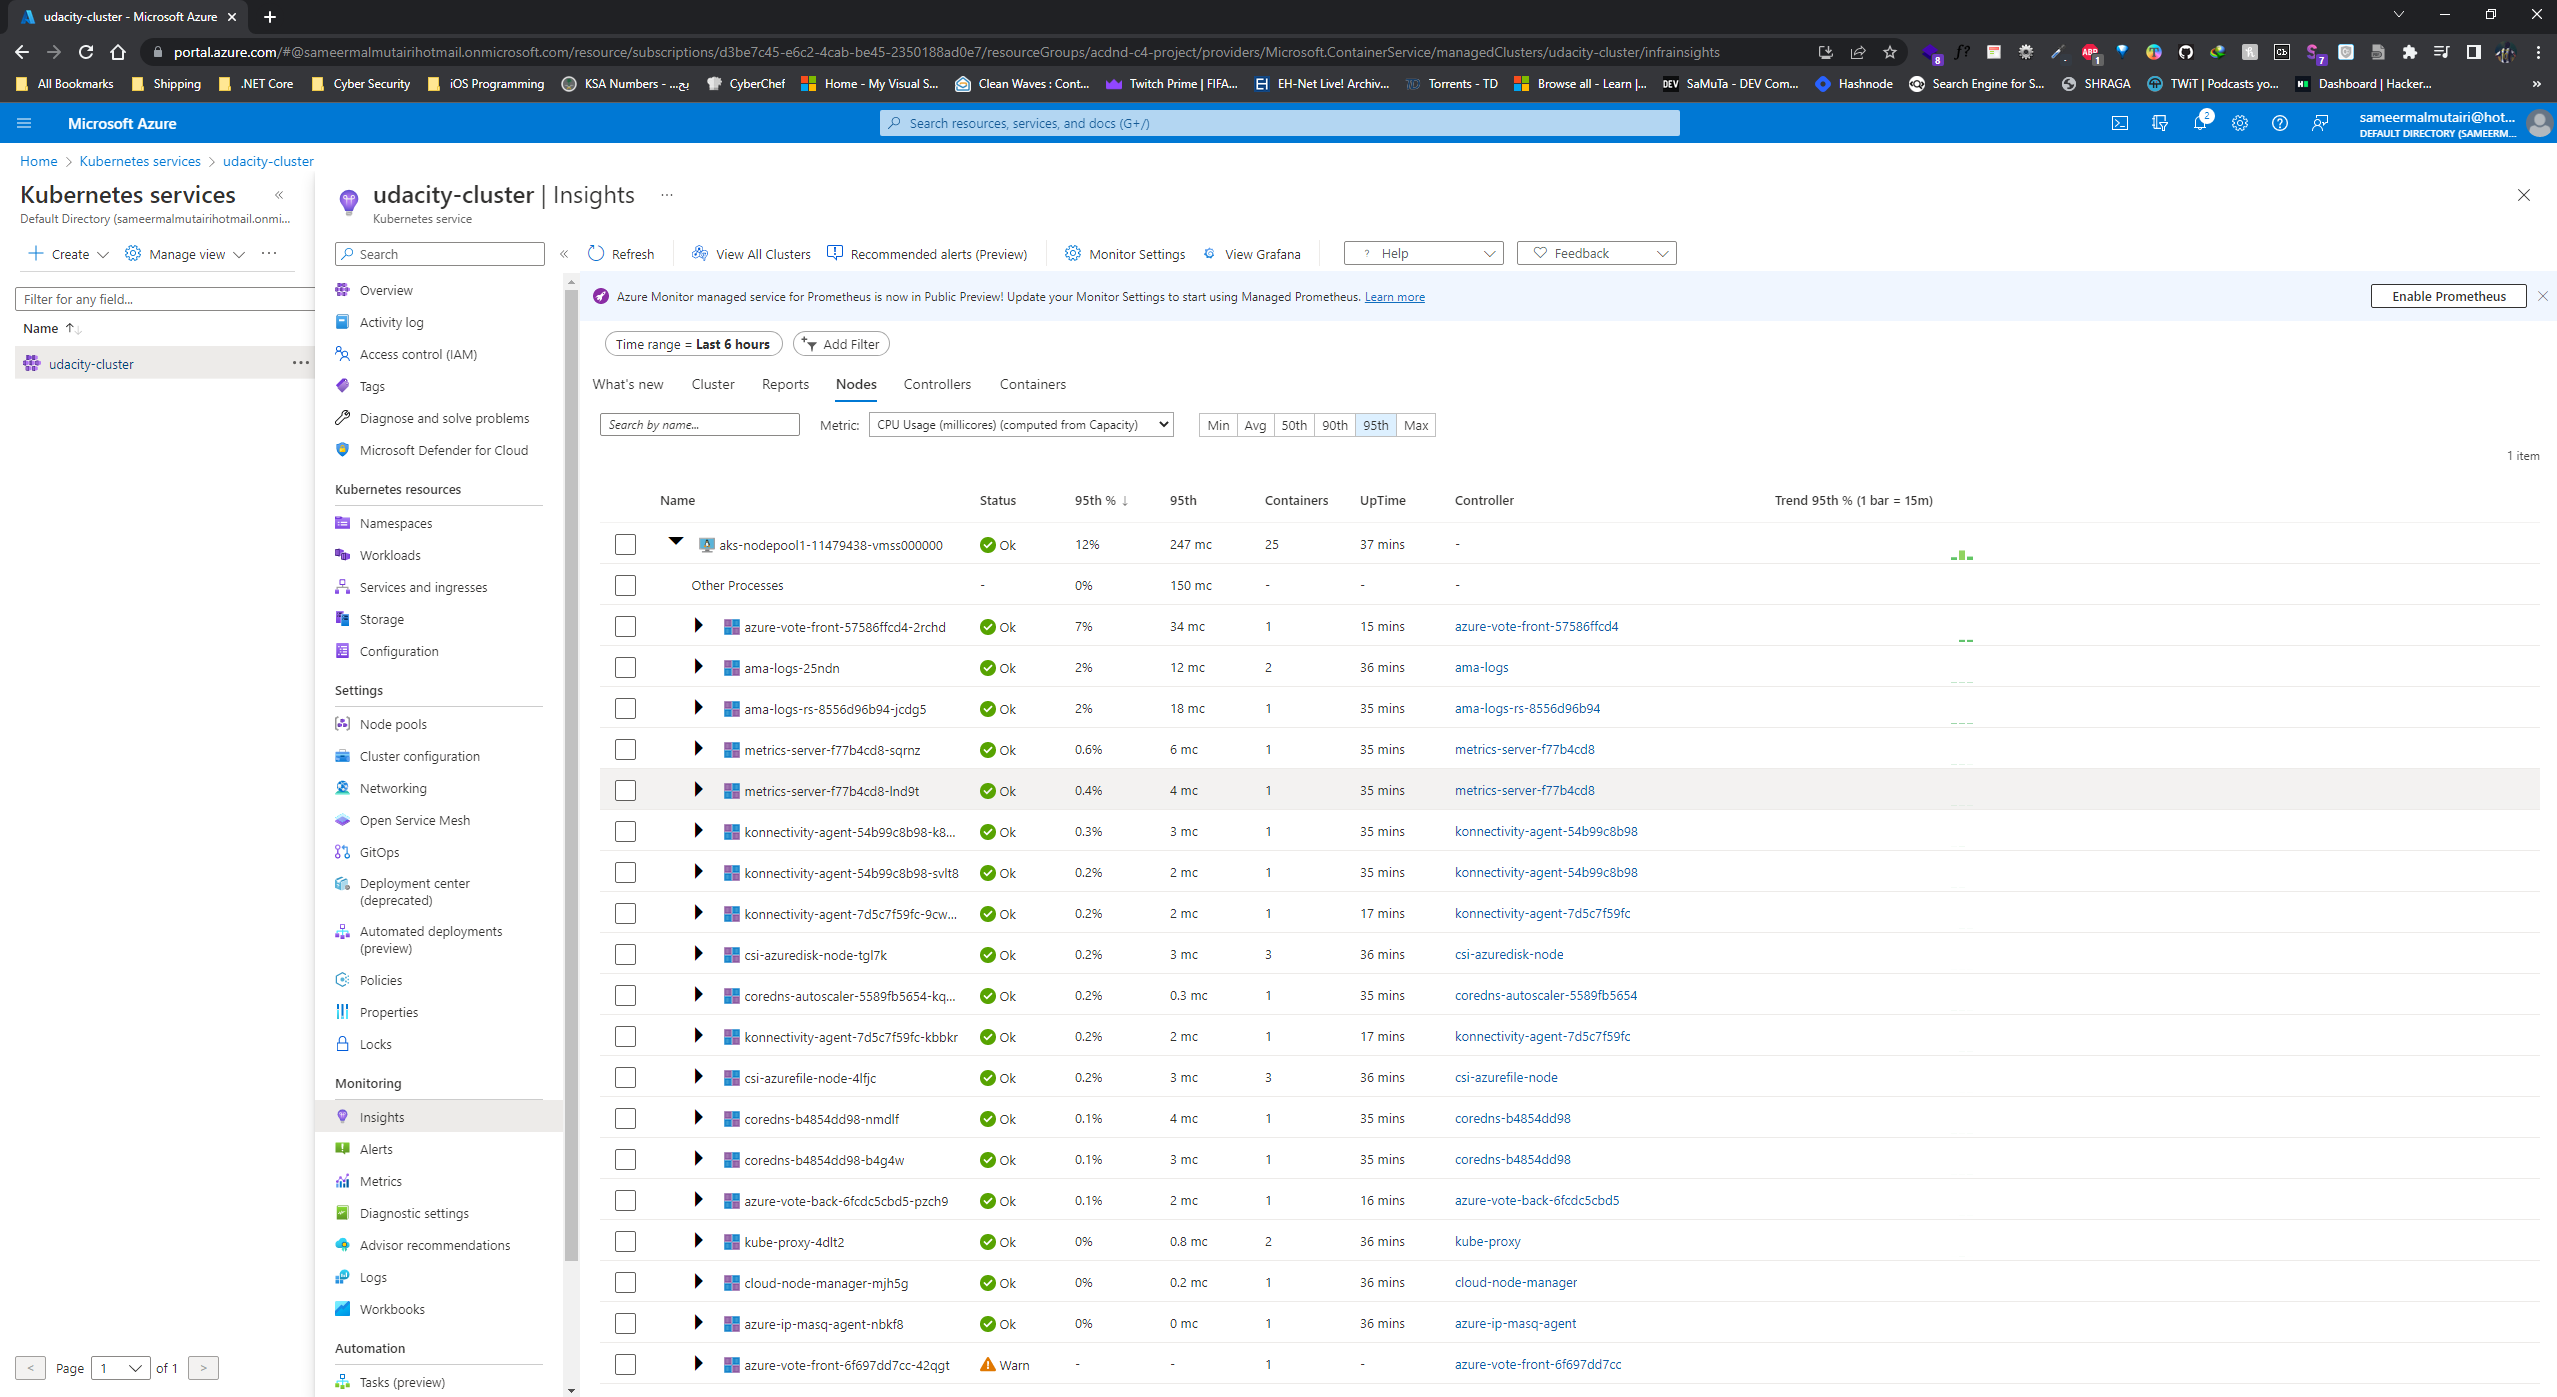 udacity-cluster - Microsoft Azure
portal.azure.com/#@sameermalmutairihotmail.onmicrosoft.com/resource/subscriptions/d3be7c45-e6c2-4cab-be45-2350188ad0e7/resourceGroups/acdnd-c4-project/providers/Microsoft.ContainerService/managedClusters/udacity-cluster/infrainsights
All Bookmarks Shipping .NET Core Cyber Security iOS Programming KSA Numbers - ...بج CyberChef Home - My Visual S... Clean Waves : Cont... Twitch Prime | FIFA... EH-Net Live! Archiv... Torrents - TD Browse all - Learn |... SaMuTa - DEV Com... Hashnode Search Engine for S... SHRAGA TWiT | Podcasts yo... Dashboard | Hacker... »
Microsoft Azure
Search resources, services, and docs (G+/)
2
sameermalmutairi@hot...
DEFAULT DIRECTORY (SAMEERM...
Home > Kubernetes services > udacity-cluster
Kubernetes services «
Default Directory (sameermalmutairihotmail.onmi...
Create Manage view ...
Filter for any field...
Name ↑↓
udacity-cluster ...
< Page 1 of 1 >
udacity-cluster | Insights ...
Kubernetes service
Search «
Overview
Activity log
Access control (IAM)
Tags
Diagnose and solve problems
Microsoft Defender for Cloud
Kubernetes resources
Namespaces
Workloads
Services and ingresses
Storage
Configuration
Settings
Node pools
Cluster configuration
Networking
Open Service Mesh
GitOps
Deployment center
(deprecated)
Automated deployments
(preview)
Policies
Properties
Locks
Monitoring
Insights
Alerts
Metrics
Diagnostic settings
Advisor recommendations
Logs
Workbooks
Automation
Tasks (preview)
Refresh View All Clusters Recommended alerts (Preview) Monitor Settings View Grafana ? Help Feedback
Azure Monitor managed service for Prometheus is now in Public Preview! Update your Monitor Settings to start using Managed Prometheus. Learn more
Enable Prometheus
Time range = Last 6 hours Add Filter
What's new Cluster Reports Nodes Controllers Containers
Search by name... Metric: CPU Usage (millicores) (computed from Capacity) Min Avg 50th 90th 95th Max
1 item
Name Status 95th % ↓ 95th Containers UpTime Controller Trend 95th % (1 bar = 15m)
aks-nodepool1-11479438-vmss000000 Ok 12% 247 mc 25 37 mins -
Other Processes - 0% 150 mc - - -
azure-vote-front-57586ffcd4-2rchd Ok 7% 34 mc 1 15 mins azure-vote-front-57586ffcd4
ama-logs-25ndn Ok 2% 12 mc 2 36 mins ama-logs
ama-logs-rs-8556d96b94-jcdg5 Ok 2% 18 mc 1 35 mins ama-logs-rs-8556d96b94
metrics-server-f77b4cd8-sqrnz Ok 0.6% 6 mc 1 35 mins metrics-server-f77b4cd8
metrics-server-f77b4cd8-lnd9t Ok 0.4% 4 mc 1 35 mins metrics-server-f77b4cd8
konnectivity-agent-54b99c8b98-k8... Ok 0.3% 3 mc 1 35 mins konnectivity-agent-54b99c8b98
konnectivity-agent-54b99c8b98-svlt8 Ok 0.2% 2 mc 1 35 mins konnectivity-agent-54b99c8b98
konnectivity-agent-7d5c7f59fc-9cw... Ok 0.2% 2 mc 1 17 mins konnectivity-agent-7d5c7f59fc
csi-azuredisk-node-tgl7k Ok 0.2% 3 mc 3 36 mins csi-azuredisk-node
coredns-autoscaler-5589fb5654-kq... Ok 0.2% 0.3 mc 1 35 mins coredns-autoscaler-5589fb5654
konnectivity-agent-7d5c7f59fc-kbbkr Ok 0.2% 2 mc 1 17 mins konnectivity-agent-7d5c7f59fc
csi-azurefile-node-4lfjc Ok 0.2% 3 mc 3 36 mins csi-azurefile-node
coredns-b4854dd98-nmdlf Ok 0.1% 4 mc 1 35 mins coredns-b4854dd98
coredns-b4854dd98-b4g4w Ok 0.1% 3 mc 1 35 mins coredns-b4854dd98
azure-vote-back-6fcdc5cbd5-pzch9 Ok 0.1% 2 mc 1 16 mins azure-vote-back-6fcdc5cbd5
kube-proxy-4dlt2 Ok 0% 0.8 mc 2 36 mins kube-proxy
cloud-node-manager-mjh5g Ok 0% 0.2 mc 1 36 mins cloud-node-manager
azure-ip-masq-agent-nbkf8 Ok 0% 0 mc 1 36 mins azure-ip-masq-agent
azure-vote-front-6f697dd7cc-42qgt Warn - - 1 - azure-vote-front-6f697dd7cc